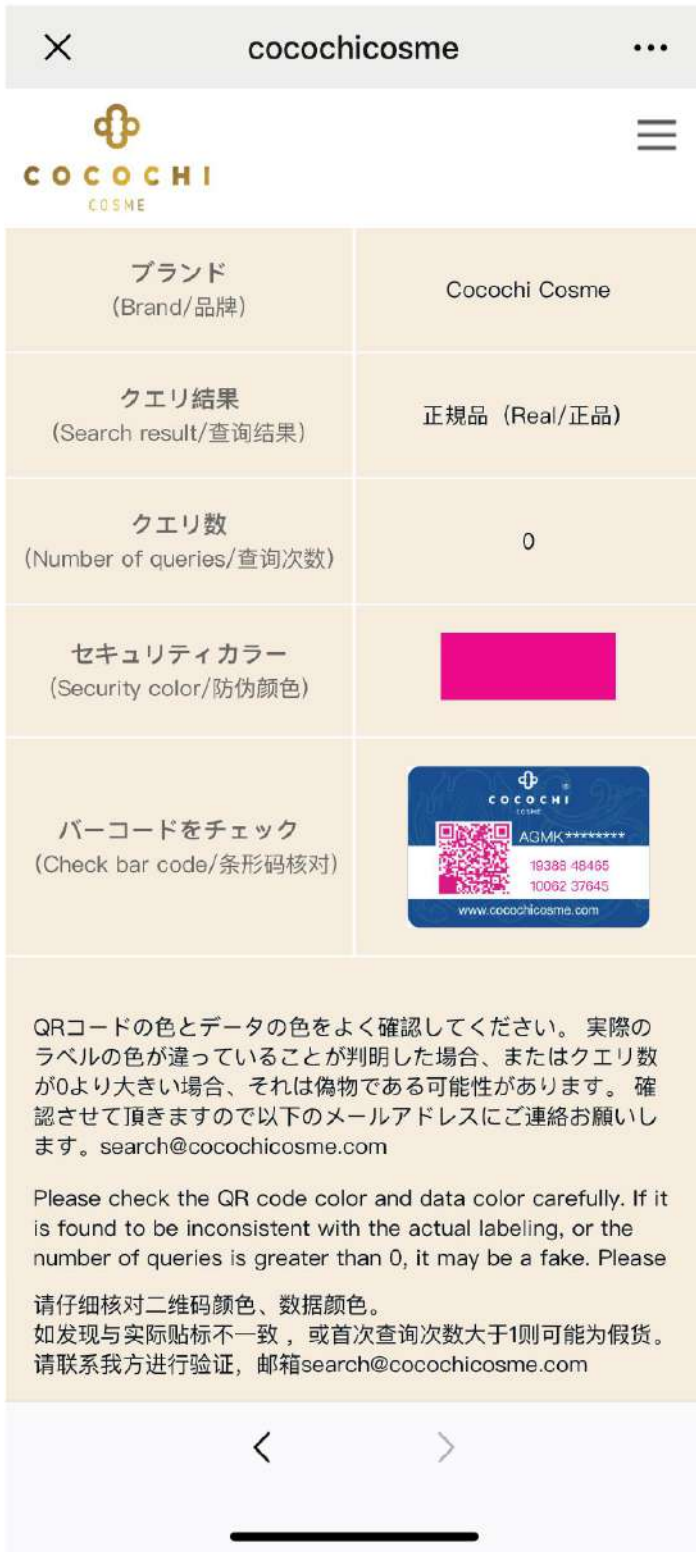 cocochicosme
COCOCHI
COSME
ブランド
(Brand/品牌)
Cocochi Cosme
クエリ結果
(Search result/查询结果)
正規品（Real/正品）
クエリ数
(Number of queries/查询次数)
0
セキュリティカラー
(Security color/防伪颜色)
バーコードをチェック
(Check bar code/条形码核对)
COCOCHI
COSME
AGMK********
19388 48465
10062 37645
www.cocochicosme.com
QRコードの色とデータの色をよく確認してください。 実際の
ラベルの色が違っていることが判明した場合、またはクエリ数
が0より大きい場合、それは偽物である可能性があります。 確
認させて頂きますので以下のメールアドレスにご連絡お願いし
ます。search@cocochicosme.com
Please check the QR code color and data color carefully. If it
is found to be inconsistent with the actual labeling, or the
number of queries is greater than 0, it may be a fake. Please
请仔细核对二维码颜色、数据颜色。
如发现与实际贴标不一致 ，或首次查询次数大于1则可能为假货。
请联系我方进行验证，邮箱search@cocochicosme.com